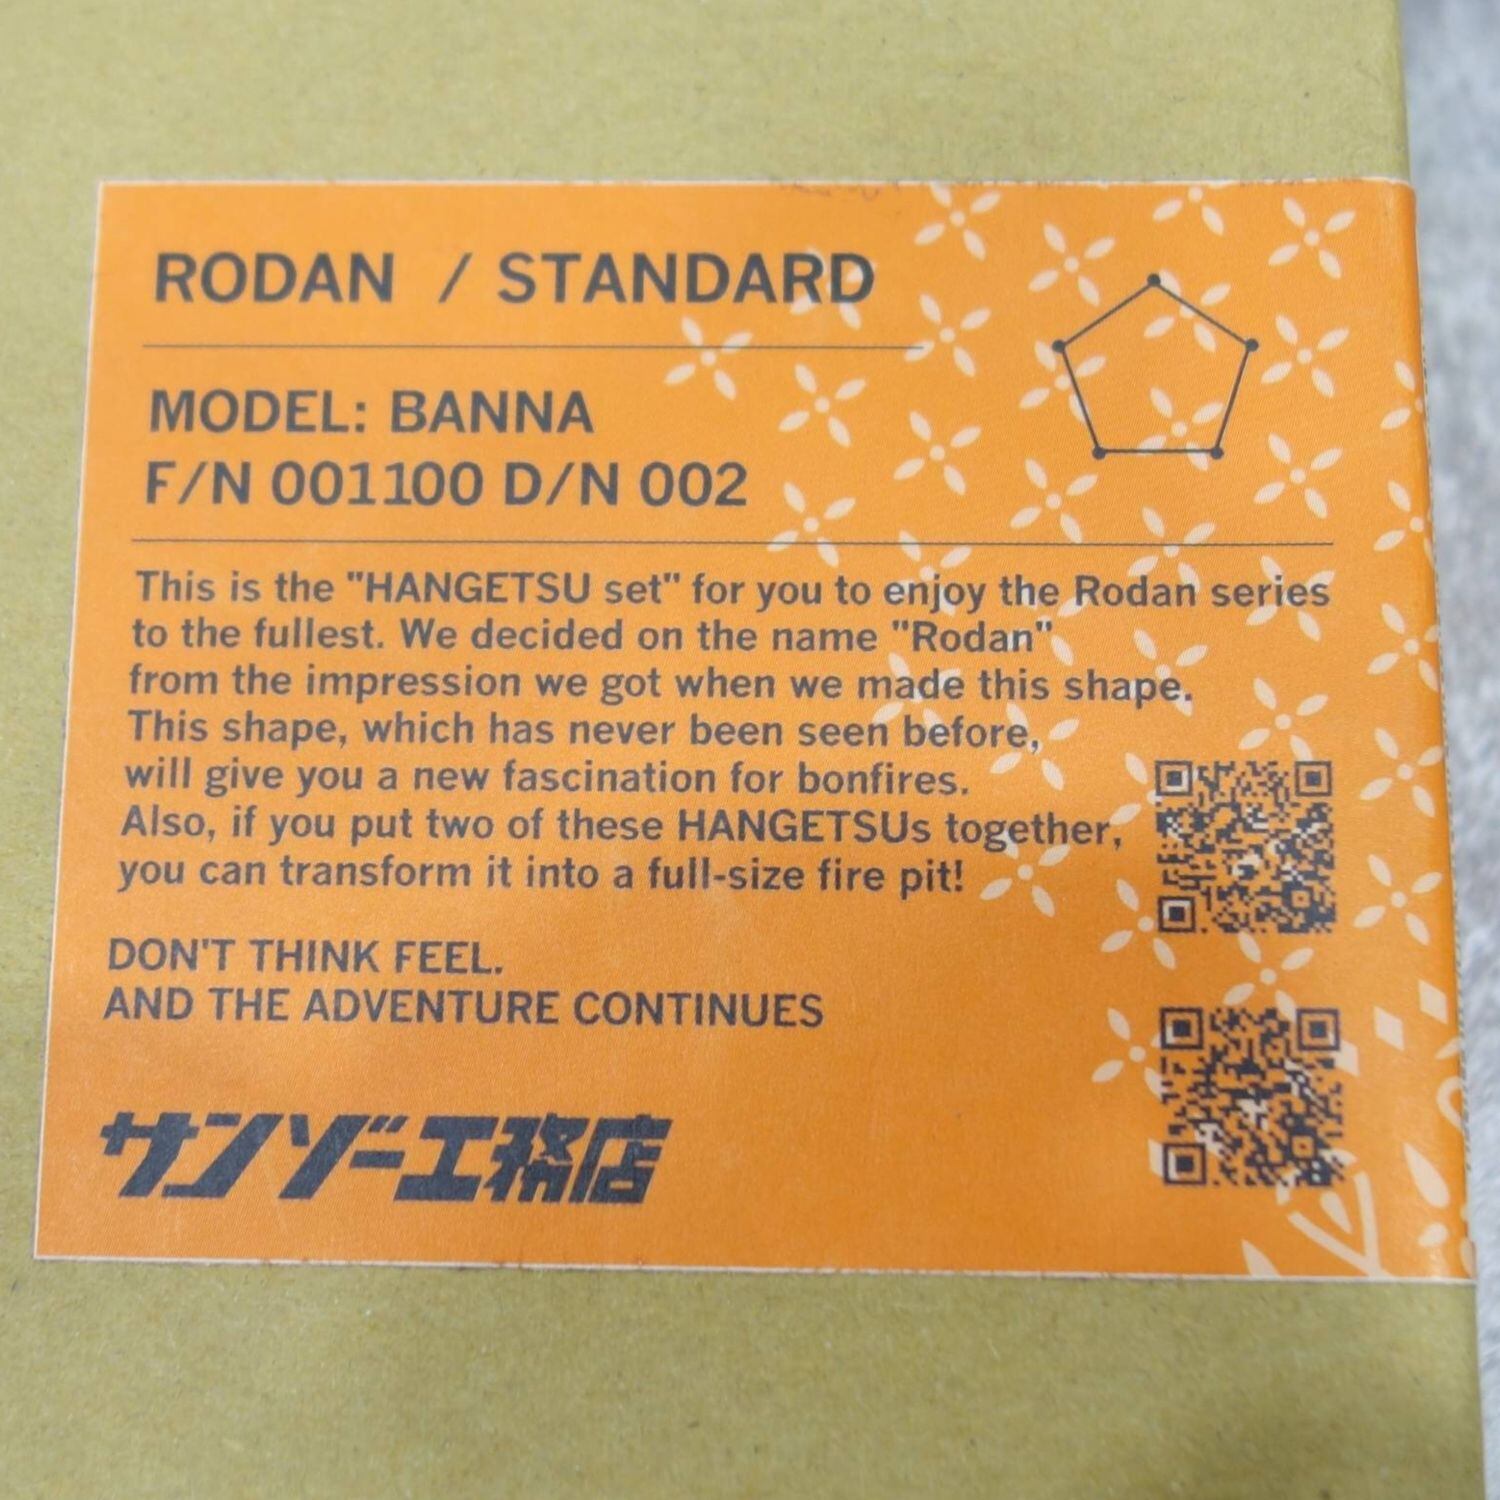 RODAN / STANDARD
MODEL: BANNA
F/N 001100 D/N 002
This is the "HANGETSU set" for you to enjoy the Rodan series
to the fullest. We decided on the name "Rodan"
from the impression we got when we made this shape.
This shape, which has never been seen before,
will give you a new fascination for bonfires.
Also, if you put two of these HANGETSUs together,
you can transform it into a full-size fire pit!
DON'T THINK FEEL.
AND THE ADVENTURE CONTINUES
サンゾー工務店